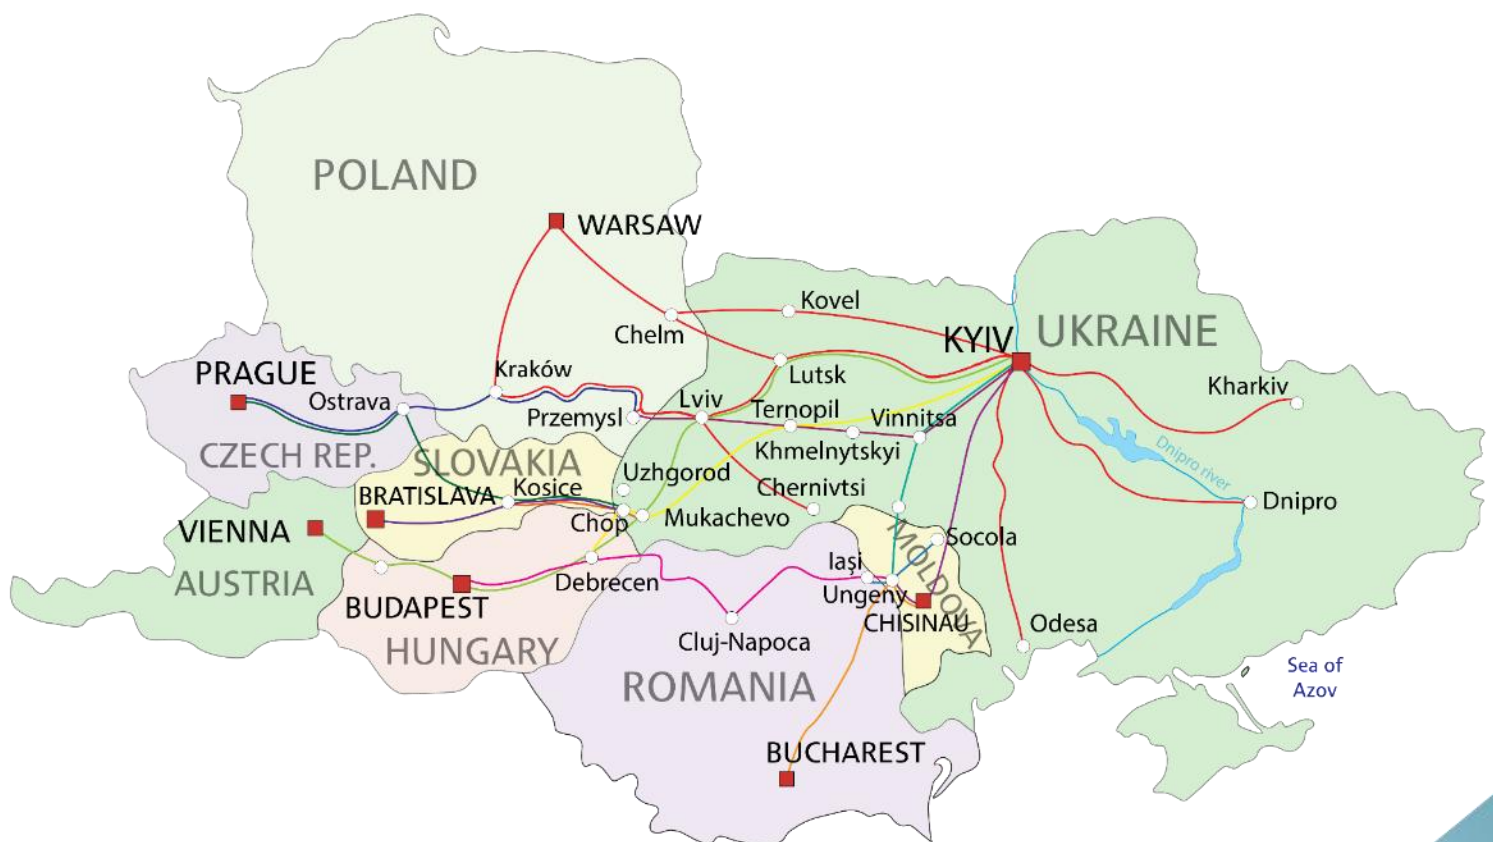 POLAND
WARSAW
Kovel
Chelm
KYIV
UKRAINE
PRAGUE
Kraków
Lutsk
Kharkiv
Ostrava
Przemysl
Lviv
Ternopil
Vinnitsa
CZECH REP.
SLOVAKIA
Khmelnytskyi
Dnipro river
Uzhgorod
BRATISLAVA
Kosice
Chernivtsi
Dnipro
VIENNA
Chop
Mukachevo
MOLDOVA
Socola
AUSTRIA
Debrecen
Iaşi
Ungeny
BUDAPEST
CHISINAU
Odesa
HUNGARY
Cluj-Napoca
ROMANIA
Sea of
Azov
BUCHAREST